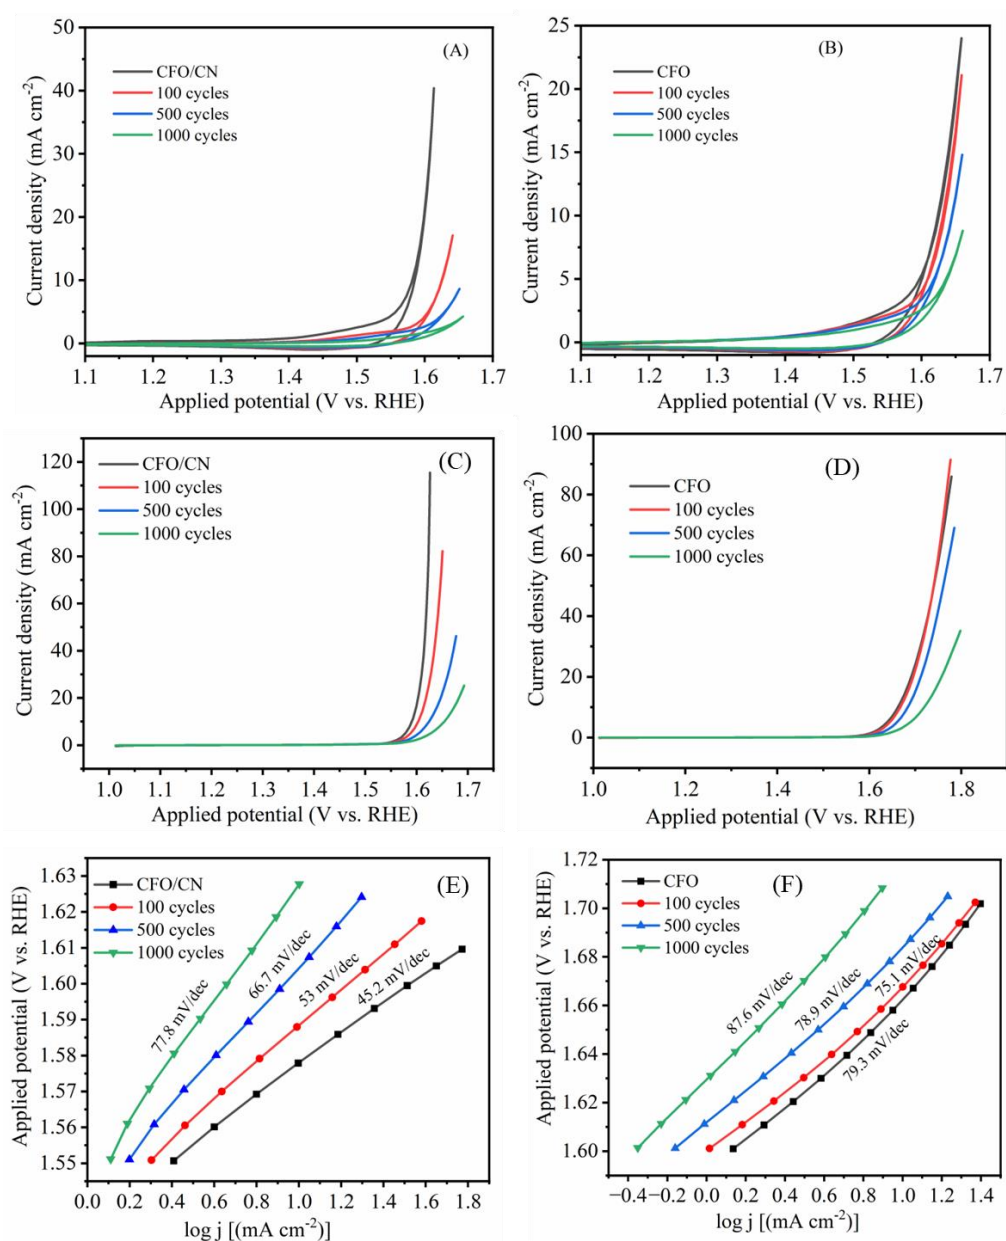 (A)
CFO/CN
100 cycles
500 cycles
1000 cycles
50
40
30
20
10
0
Current density (mA cm-2)
1.1 1.2 1.3 1.4 1.5 1.6 1.7
Applied potential (V vs. RHE)
(B)
CFO
100 cycles
500 cycles
1000 cycles
25
20
15
10
5
0
Current density (mA cm-2)
1.1 1.2 1.3 1.4 1.5 1.6 1.7
Applied potential (V vs. RHE)
(C)
CFO/CN
100 cycles
500 cycles
1000 cycles
120
100
80
60
40
20
0
Current density (mA cm-2)
1.0 1.1 1.2 1.3 1.4 1.5 1.6 1.7
Applied potential (V vs. RHE)
(D)
CFO
100 cycles
500 cycles
1000 cycles
100
80
60
40
20
0
Current density (mA cm-2)
1.0 1.2 1.4 1.6 1.8
Applied potential (V vs. RHE)
(E)
CFO/CN
100 cycles
500 cycles
1000 cycles
77.8 mV/dec
66.7 mV/dec
53 mV/dec
45.2 mV/dec
1.63
1.62
1.61
1.60
1.59
1.58
1.57
1.56
1.55
Applied potential (V vs. RHE)
0.0 0.2 0.4 0.6 0.8 1.0 1.2 1.4 1.6 1.8
log j [(mA cm-2)]
(F)
CFO
100 cycles
500 cycles
1000 cycles
87.6 mV/dec
78.9 mV/dec
75.1 mV/dec
79.3 mV/dec
1.72
1.70
1.68
1.66
1.64
1.62
1.60
Applied potential (V vs. RHE)
−0.4 −0.2 0.0 0.2 0.4 0.6 0.8 1.0 1.2 1.4
log j [(mA cm-2)]